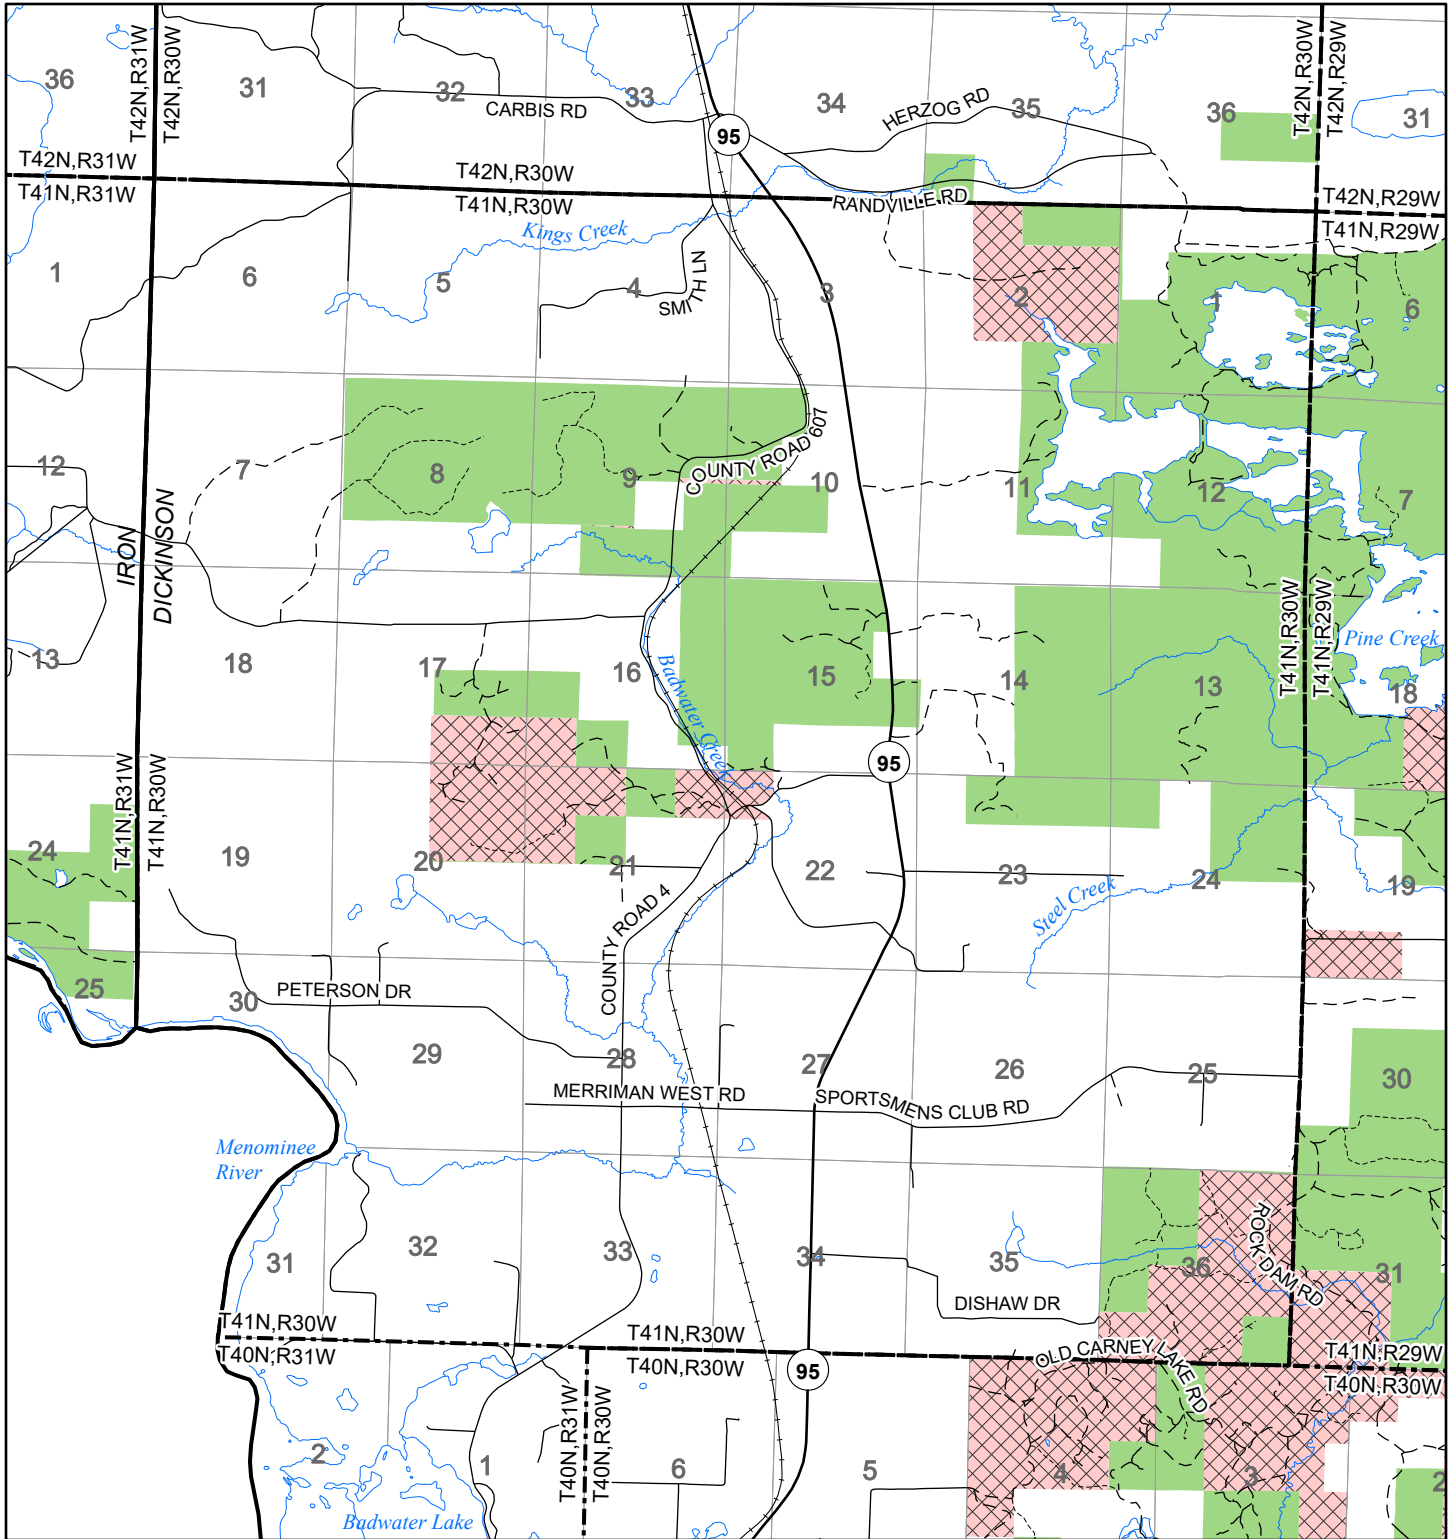 T42N,R31W
T42N,R30W
T42N,R30W
T42N,R29W
36
31
32
33
34
35
36
31
CARBIS RD
HERZOG RD
95
T42N,R31W
T41N,R31W
T42N,R30W
T41N,R30W
RANDVILLE RD
T42N,R29W
T41N,R29W
Kings Creek
1
6
5
4
3
2
1
6
SMITH LN
COUNTY ROAD 607
12
7
8
9
10
11
12
7
IRON
DICKINSON
T41N,R30W
T41N,R29W
Pine Creek
13
18
17
16
15
14
13
18
Badwater Creek
95
T41N,R31W
T41N,R30W
24
19
20
21
22
23
24
19
Steel Creek
COUNTY ROAD 4
25
30
PETERSON DR
29
28
27
26
25
30
MERRIMAN WEST RD
SPORTSMENS CLUB RD
Menominee
River
31
32
33
34
35
36
31
ROCK DAM RD
DISHAW DR
T41N,R30W
T40N,R31W
T41N,R30W
T40N,R30W
95
OLD CARNEY LAKE RD
T41N,R29W
T40N,R30W
T40N,R31W
T40N,R30W
2
1
6
5
4
3
2
Badwater Lake